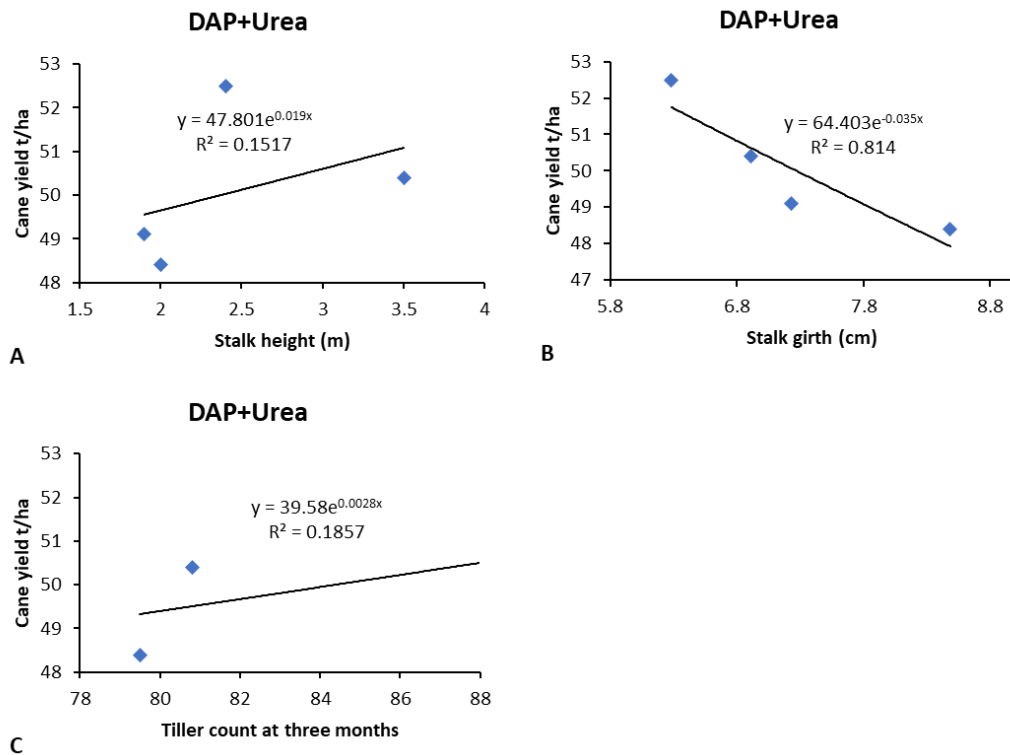 DAP+Urea
53
52
51
50
49
48
Cane yield t/ha
y = 47.801e^0.019x
R² = 0.1517
1.5 2 2.5 3 3.5 4
Stalk height (m)
A
DAP+Urea
53
52
51
50
49
48
47
Cane yield t/ha
y = 64.403e^-0.035x
R² = 0.814
5.8 6.8 7.8 8.8
Stalk girth (cm)
B
DAP+Urea
53
52
51
50
49
48
Cane yield t/ha
y = 39.58e^0.0028x
R² = 0.1857
78 80 82 84 86 88
Tiller count at three months
C